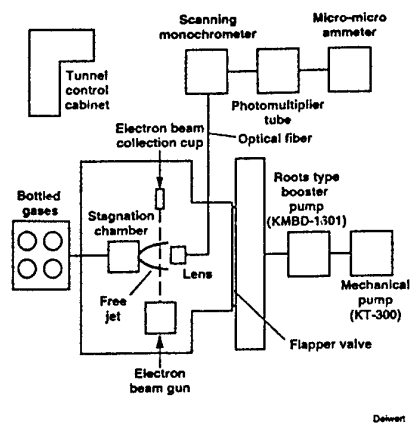 Scanning
monochrometer
Micro-micro
ammeter
Tunnel
control
cabinet
Photomultiplier
tube
Electron beam
collection cup
Optical fiber
Bottled
gases
Stagnation
chamber
Roots type
booster
pump
(KMBD-1601)
Lens
Free
jet
Mechanical
pump
(KT-300)
Flapper valve
Electron
beam gun
Deiwert